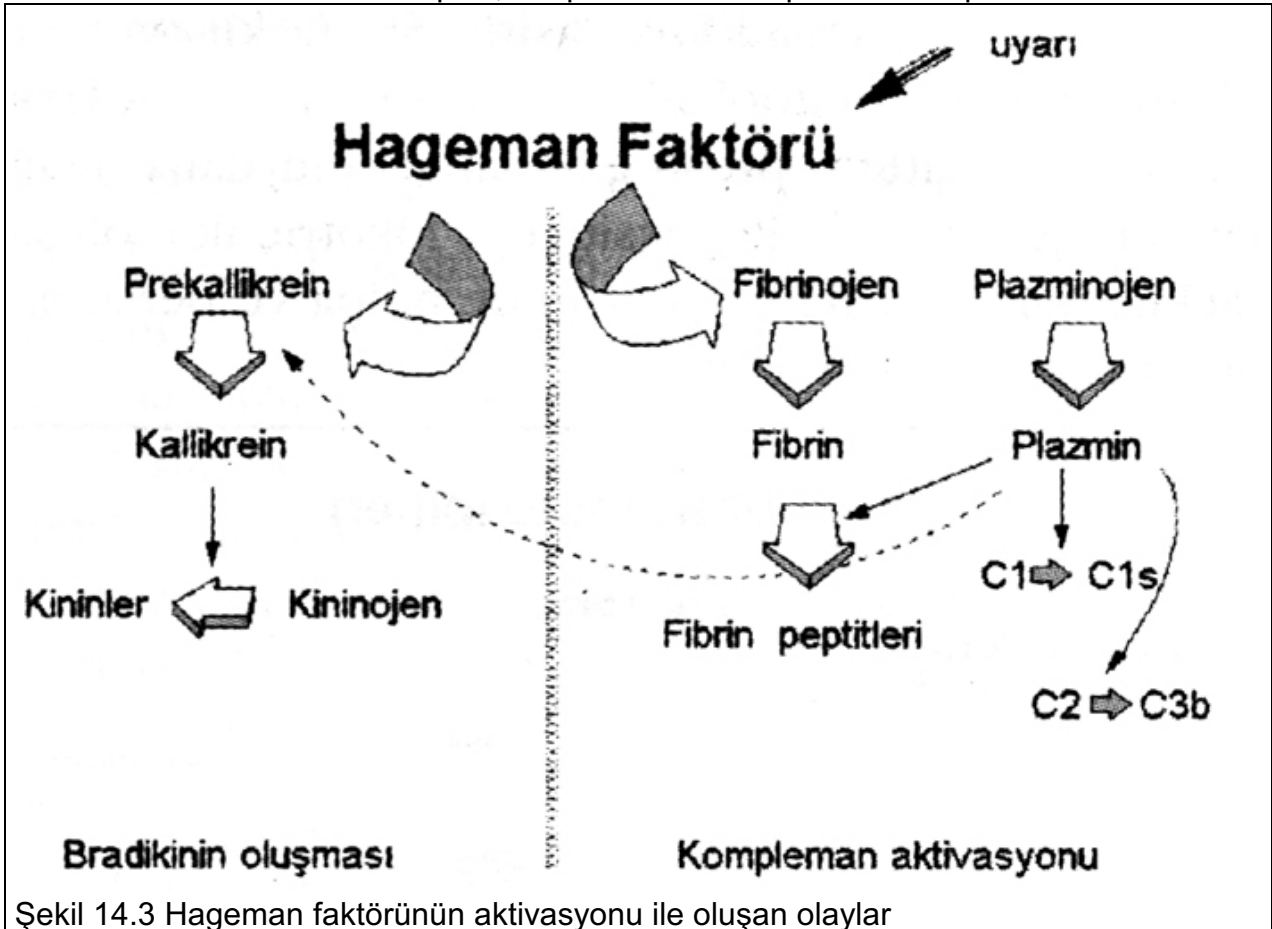 uyarı
Hageman Faktörü
Prekallikrein
Fibrinojen Plazminojen
Kallikrein
Fibrin Plazmin
C1 C1s
Kininler Kininojen
Fibrin peptitleri
C2 C3b
Bradikinin oluşması
Kompleman aktivasyonu
Şekil 14.3 Hageman faktörünün aktivasyonu ile oluşan olaylar